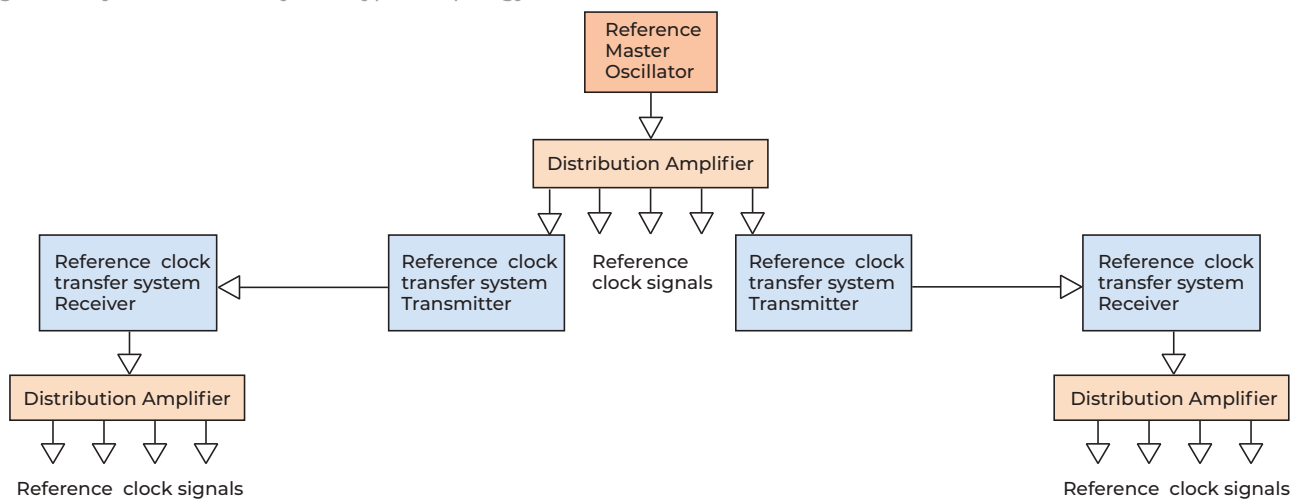 Reference
Master
Oscillator
Distribution Amplifier
Reference clock
transfer system
Receiver
Reference clock
transfer system
Transmitter
Reference
clock signals
Reference clock
transfer system
Transmitter
Reference clock
transfer system
Receiver
Distribution Amplifier
Distribution Amplifier
Reference clock signals
Reference clock signals